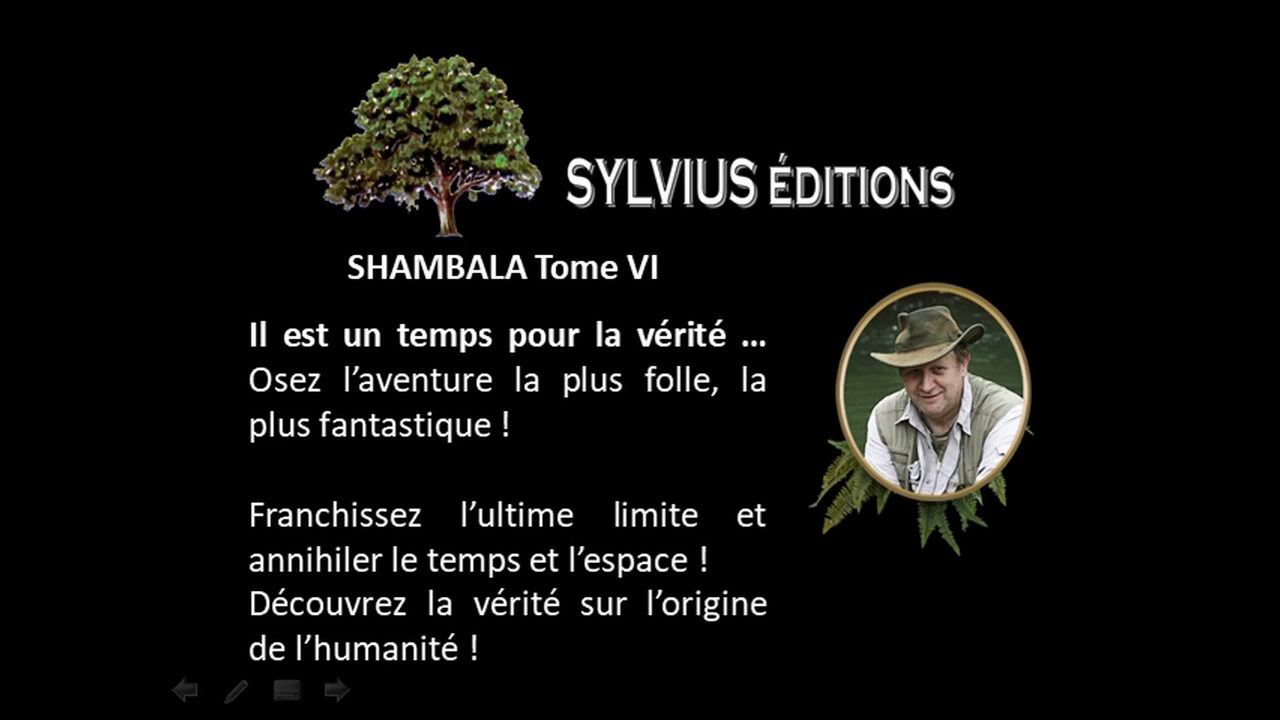 SYLVIUS ÉDITIONS
SHAMBALA Tome VI
Il est un temps pour la vérité ...
Osez l’aventure la plus folle, la
plus fantastique !
Franchissez l’ultime limite et
annihiler le temps et l’espace !
Découvrez la vérité sur l’origine
de l’humanité !